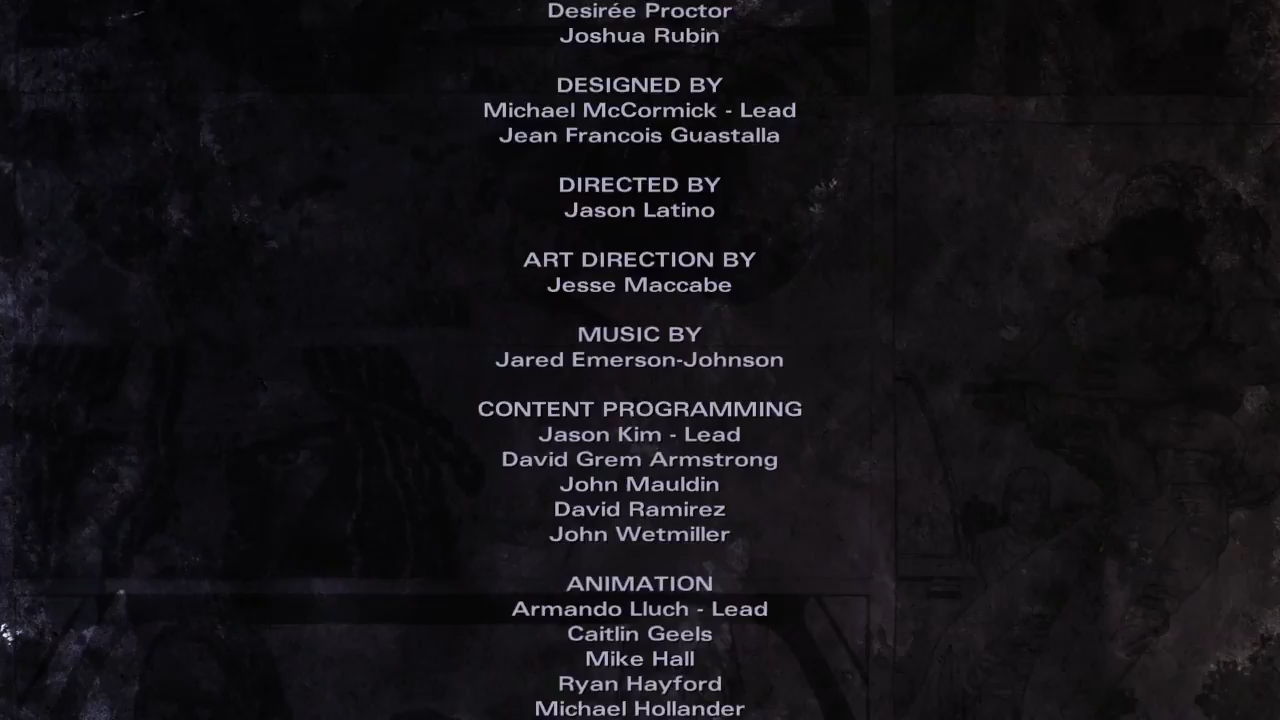 Desirée Proctor
Joshua Rubin
DESIGNED BY
Michael McCormick - Lead
Jean Francois Guastalla
DIRECTED BY
Jason Latino
ART DIRECTION BY
Jesse Maccabe
MUSIC BY
Jared Emerson-Johnson
CONTENT PROGRAMMING
Jason Kim - Lead
David Grem Armstrong
John Mauldin
David Ramirez
John Wetmiller
ANIMATION
Armando Lluch - Lead
Caitlin Geels
Mike Hall
Ryan Hayford
Michael Hollander